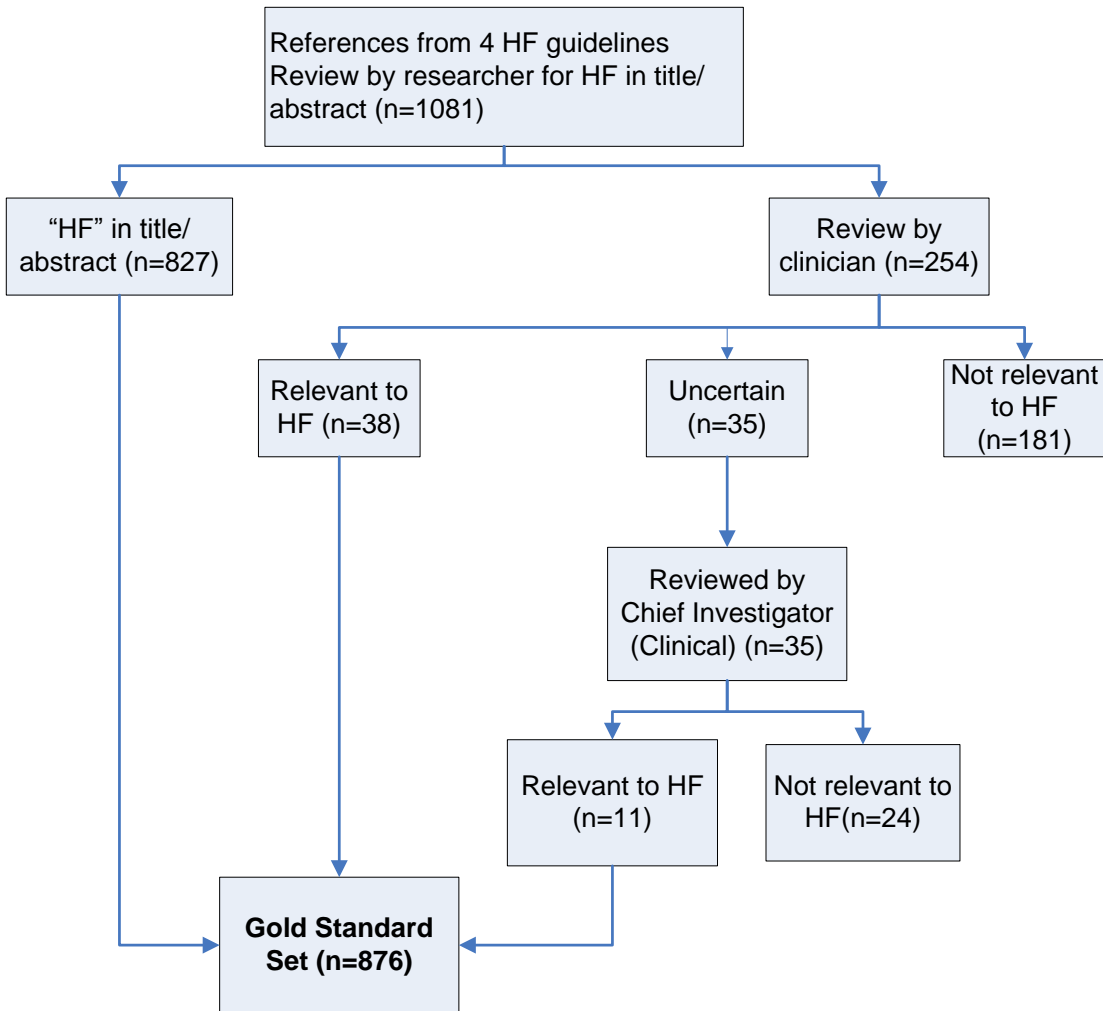 References from 4 HF guidelines
Review by researcher for HF in title/
abstract (n=1081)
“HF” in title/
abstract (n=827)
Review by
clinician (n=254)
Relevant to
HF (n=38)
Uncertain
(n=35)
Not relevant
to HF
(n=181)
Reviewed by
Chief Investigator
(Clinical) (n=35)
Relevant to HF
(n=11)
Not relevant to
HF(n=24)
Gold Standard
Set (n=876)